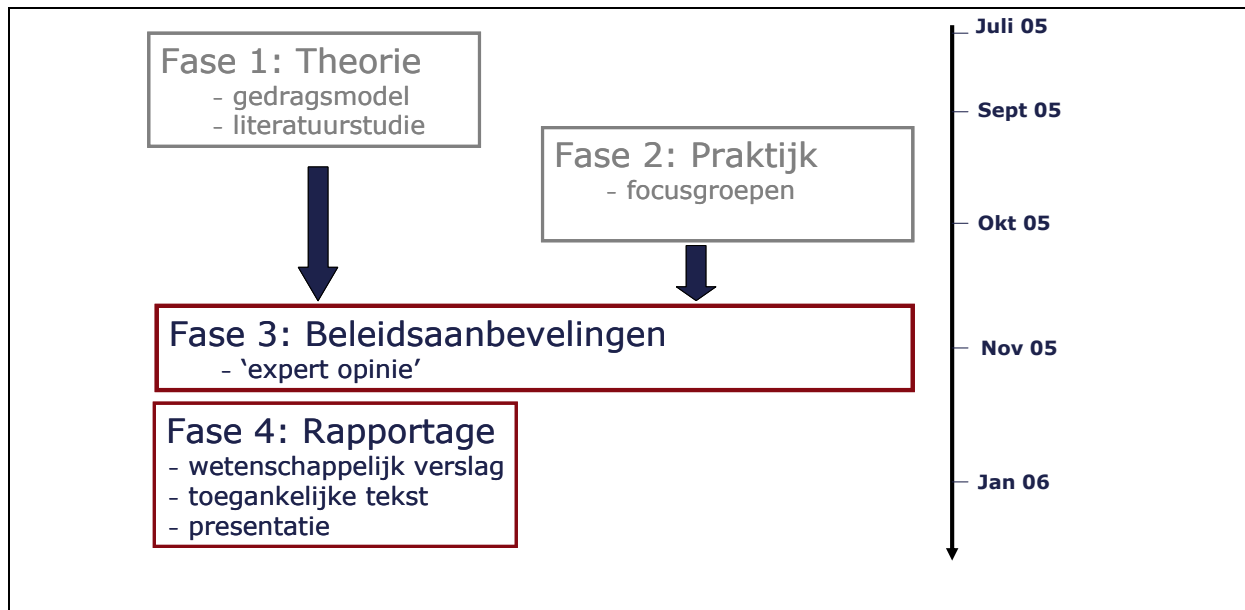 Fase 1: Theorie
- gedragsmodel
- literatuurstudie
Fase 2: Praktijk
- focusgroepen
Fase 3: Beleidsaanbevelingen
- ‘expert opinie’
Fase 4: Rapportage
- wetenschappelijk verslag
- toegankelijke tekst
- presentatie
Juli 05
Sept 05
Okt 05
Nov 05
Jan 06